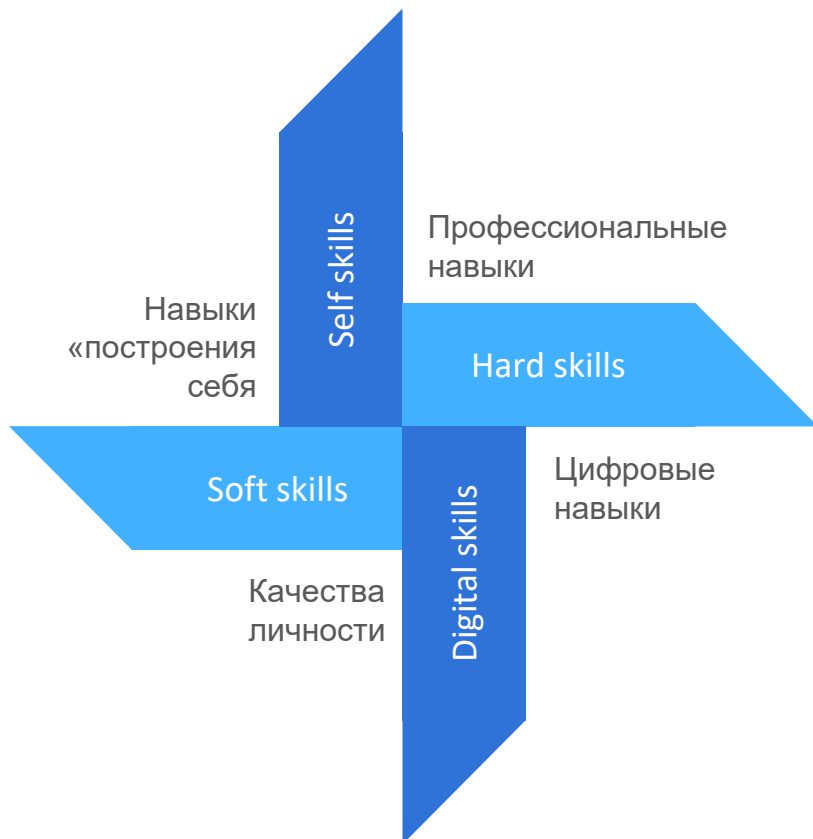 Self skills
Профессиональные
навыки
Навыки
«построения
себя
Hard skills
Soft skills
Цифровые
навыки
Digital skills
Качества
личности